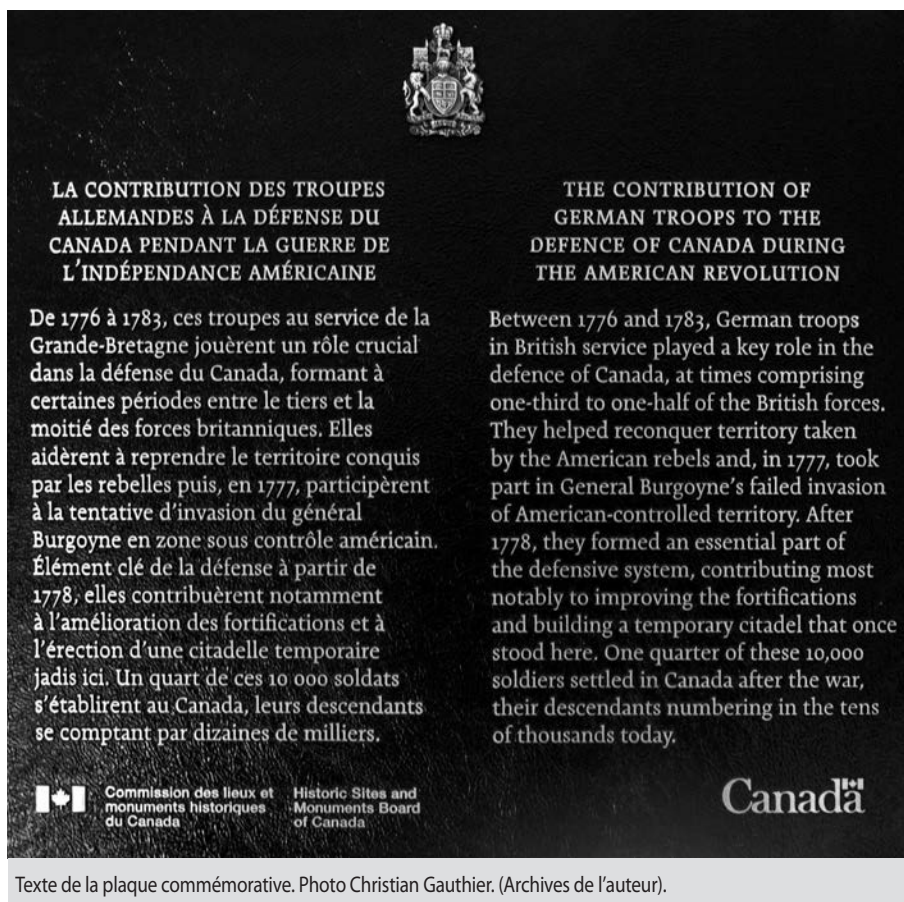 LA CONTRIBUTION DES TROUPES
ALLEMANDES À LA DÉFENSE DU
CANADA PENDANT LA GUERRE DE
L'INDÉPENDANCE AMÉRICAINE
De 1776 à 1783, ces troupes au service de la
Grande-Bretagne jouèrent un rôle crucial
dans la défense du Canada, formant à
certaines périodes entre le tiers et la
moitié des forces britanniques. Elles
aidèrent à reprendre le territoire conquis
par les rebelles puis, en 1777, participèrent
à la tentative d'invasion du général
Burgoyne en zone sous contrôle américain.
Élément clé de la défense à partir de
1778, elles contribuèrent notamment
à l'amélioration des fortifications et à
l'érection d'une citadelle temporaire
jadis ici. Un quart de ces 10 000 soldats
s'établirent au Canada, leurs descendants
se comptant par dizaines de milliers.
THE CONTRIBUTION OF
GERMAN TROOPS TO THE
DEFENCE OF CANADA DURING
THE AMERICAN REVOLUTION
Between 1776 and 1783, German troops
in British service played a key role in the
defence of Canada, at times comprising
one-third to one-half of the British forces.
They helped reconquer territory taken
by the American rebels and, in 1777, took
part in General Burgoyne's failed invasion
of American-controlled territory. After
1778, they formed an essential part of
the defensive system, contributing most
notably to improving the fortifications
and building a temporary citadel that once
stood here. One quarter of these 10,000
soldiers settled in Canada after the war,
their descendants numbering in the tens
of thousands today.
Commission des lieux et
monuments historiques
du Canada
Historic Sites and
Monuments Board
of Canada
Canada
Texte de la plaque commémorative. Photo Christian Gauthier. (Archives de l'auteur).